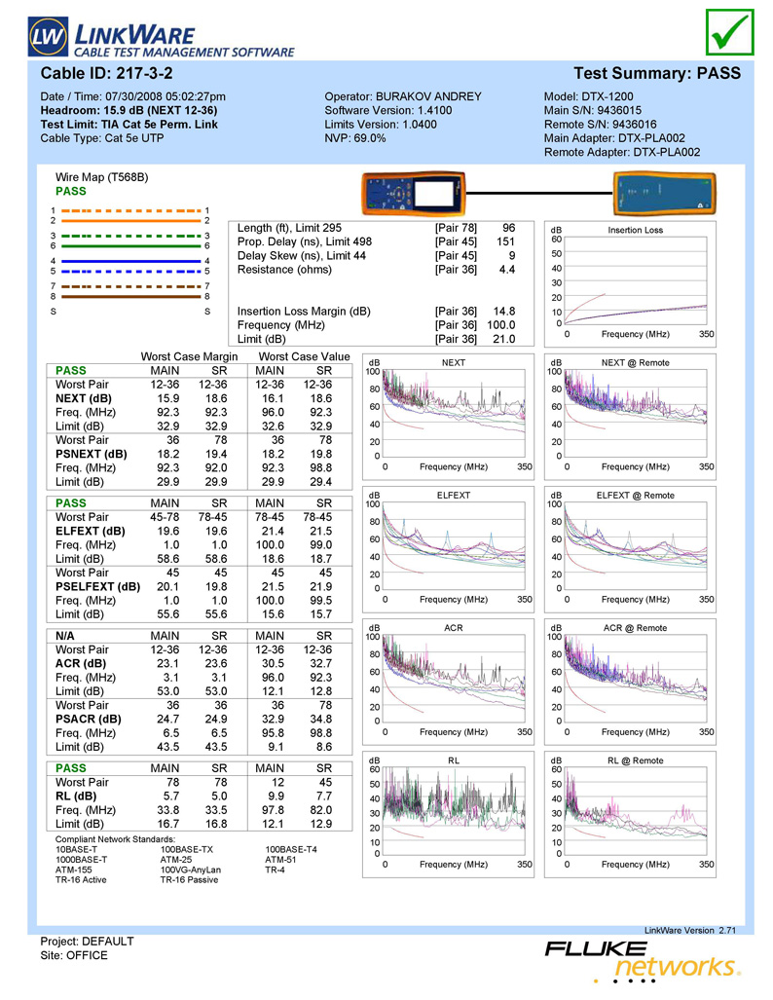 LW LINKWARE
CABLE TEST MANAGEMENT SOFTWARE
Cable ID: 217-3-2 Test Summary: PASS
Date / Time: 07/30/2008 05:02:27pm Operator: BURAKOV ANDREY Model: DTX-1200
Headroom: 15.9 dB (NEXT 12-36) Software Version: 1.4100 Main S/N: 9436015
Test Limit: TIA Cat 5e Perm. Link Limits Version: 1.0400 Remote S/N: 9436016
Cable Type: Cat 5e UTP NVP: 69.0% Main Adapter: DTX-PLA002
Remote Adapter: DTX-PLA002
Wire Map (T568B)
PASS
1 1
2 2
3 3
6 6
4 4
5 5
7 7
8 8
S S
Length (ft), Limit 295 [Pair 78] 96
Prop. Delay (ns), Limit 498 [Pair 45] 151
Delay Skew (ns), Limit 44 [Pair 45] 9
Resistance (ohms) [Pair 36] 4.4
Insertion Loss Margin (dB) [Pair 36] 14.8
Frequency (MHz) [Pair 36] 100.0
Limit (dB) [Pair 36] 21.0
dB Insertion Loss
60
50
40
30
20
10
0
0 Frequency (MHz) 350
Worst Case Margin Worst Case Value
PASS MAIN SR MAIN SR
Worst Pair 12-36 12-36 12-36 12-36
NEXT (dB) 15.9 18.6 16.1 18.6
Freq. (MHz) 92.3 92.3 96.0 92.3
Limit (dB) 32.9 32.9 32.6 32.9
Worst Pair 36 78 36 78
PSNEXT (dB) 18.2 19.4 18.2 19.8
Freq. (MHz) 92.3 92.0 92.3 98.8
Limit (dB) 29.9 29.9 29.9 29.4
PASS MAIN SR MAIN SR
Worst Pair 45-78 78-45 78-45 78-45
ELFEXT (dB) 19.6 19.6 21.4 21.5
Freq. (MHz) 1.0 1.0 100.0 99.0
Limit (dB) 58.6 58.6 18.6 18.7
Worst Pair 45 45 45 45
PSELFEXT (dB) 20.1 19.8 21.5 21.9
Freq. (MHz) 1.0 1.0 100.0 99.5
Limit (dB) 55.6 55.6 15.6 15.7
N/A MAIN SR MAIN SR
Worst Pair 12-36 12-36 12-36 12-36
ACR (dB) 23.1 23.6 30.5 32.7
Freq. (MHz) 3.1 3.1 96.0 92.3
Limit (dB) 53.0 53.0 12.1 12.8
Worst Pair 36 36 36 78
PSACR (dB) 24.7 24.9 32.9 34.8
Freq. (MHz) 6.5 6.5 95.8 98.8
Limit (dB) 43.5 43.5 9.1 8.6
PASS MAIN SR MAIN SR
Worst Pair 78 78 12 45
RL (dB) 5.7 5.0 9.9 7.7
Freq. (MHz) 33.8 33.5 97.8 82.0
Limit (dB) 16.7 16.8 12.1 12.9
Compliant Network Standards:
10BASE-T 100BASE-TX 100BASE-T4
1000BASE-T ATM-25 ATM-51
ATM-155 100VG-AnyLan TR-4
TR-16 Active TR-16 Passive
dB NEXT
100
80
60
40
20
0
0 Frequency (MHz) 350
dB NEXT @ Remote
100
80
60
40
20
0
0 Frequency (MHz) 350
dB ELFEXT
100
80
60
40
20
0
0 Frequency (MHz) 350
dB ELFEXT @ Remote
100
80
60
40
20
0
0 Frequency (MHz) 350
dB ACR
100
80
60
40
20
0
0 Frequency (MHz) 350
dB ACR @ Remote
100
80
60
40
20
0
0 Frequency (MHz) 350
dB RL
60
50
40
30
20
10
0
0 Frequency (MHz) 350
dB RL @ Remote
60
50
40
30
20
10
0
0 Frequency (MHz) 350
LinkWare Version 2.71
Project: DEFAULT
Site: OFFICE
FLUKE
networks.